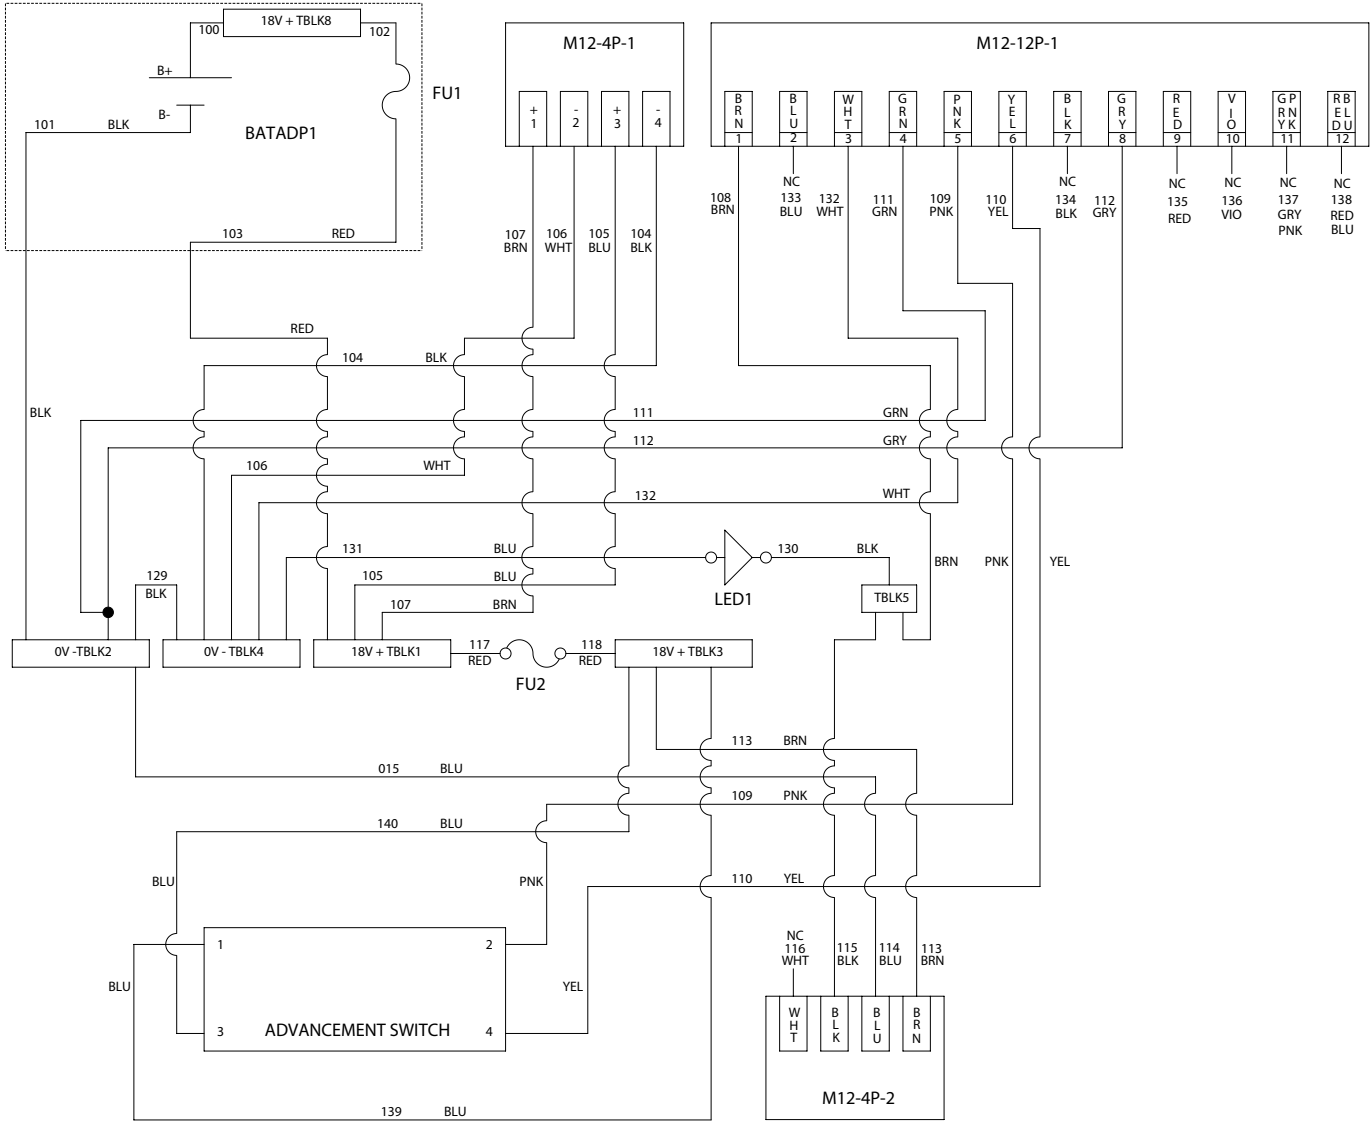 100
18V + TBLK8
102
B+
B-
101
BLK
BATADP1
FU1
103
RED
M12-4P-1
+
1
-
2
+
3
-
4
107
BRN
106
WHT
105
BLU
104
BLK
M12-12P-1
BRN
1
BLU
2
WHT
3
GRN
4
PNK
5
YEL
6
BLK
7
GRY
8
RED
9
VIO
10
GRY PNK
11
RED BLU
12
108
BRN
NC
133
BLU
132
WHT
111
GRN
109
PNK
110
YEL
NC
134
BLK
112
GRY
NC
135
RED
NC
136
VIO
NC
137
GRY
PNK
NC
138
RED
BLU
RED
104
BLK
BLK
111
GRN
112
GRY
106
WHT
132
WHT
131
BLU
130
BLK
BRN
PNK
YEL
LED1
TBLK5
129
BLK
105
BLU
107
BRN
0V -TBLK2
0V - TBLK4
18V + TBLK1
117
RED
FU2
118
RED
18V + TBLK3
113
BRN
015
BLU
109
PNK
140
BLU
BLU
PNK
110
YEL
1
2
3
4
ADVANCEMENT SWITCH
BLU
YEL
139
BLU
NC
116
WHT
115
BLK
114
BLU
113
BRN
WHT
BLK
BLU
BRN
M12-4P-2